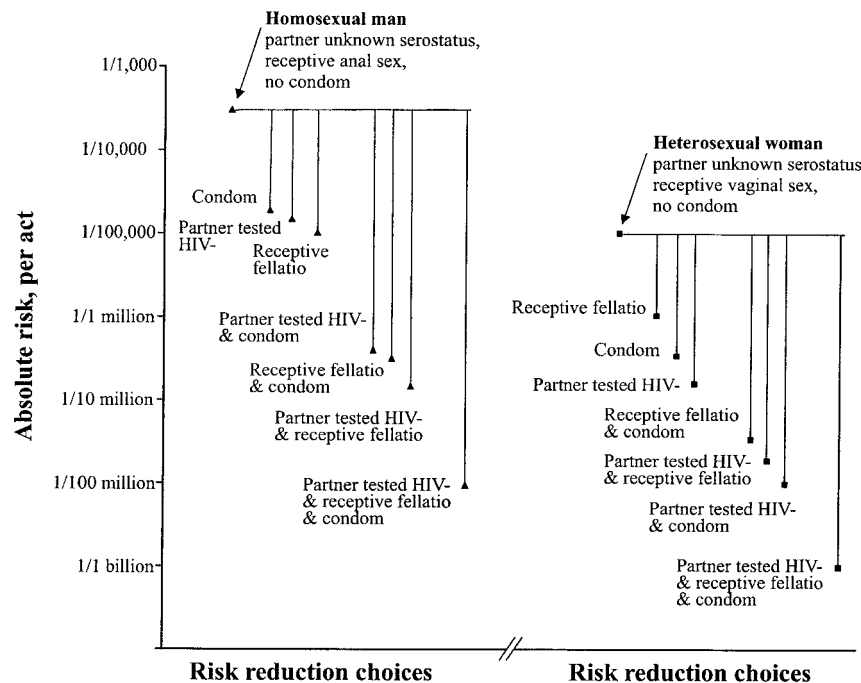 Homosexual man
partner unknown serostatus,
receptive anal sex,
no condom
1/1,000
1/10,000
1/100,000
1/1 million
1/10 million
1/100 million
1/1 billion
Absolute risk, per act
Condom
Partner tested
HIV-
Receptive
fellatio
Partner tested HIV-
& condom
Receptive fellatio
& condom
Partner tested HIV-
& receptive fellatio
Partner tested HIV-
& receptive fellatio
& condom
Risk reduction choices
Heterosexual woman
partner unknown serostatus
receptive vaginal sex,
no condom
Receptive fellatio
Condom
Partner tested HIV-
Receptive fellatio
& condom
Partner tested HIV-
& receptive fellatio
Partner tested HIV-
& condom
Partner tested HIV-
& receptive fellatio
& condom
Risk reduction choices